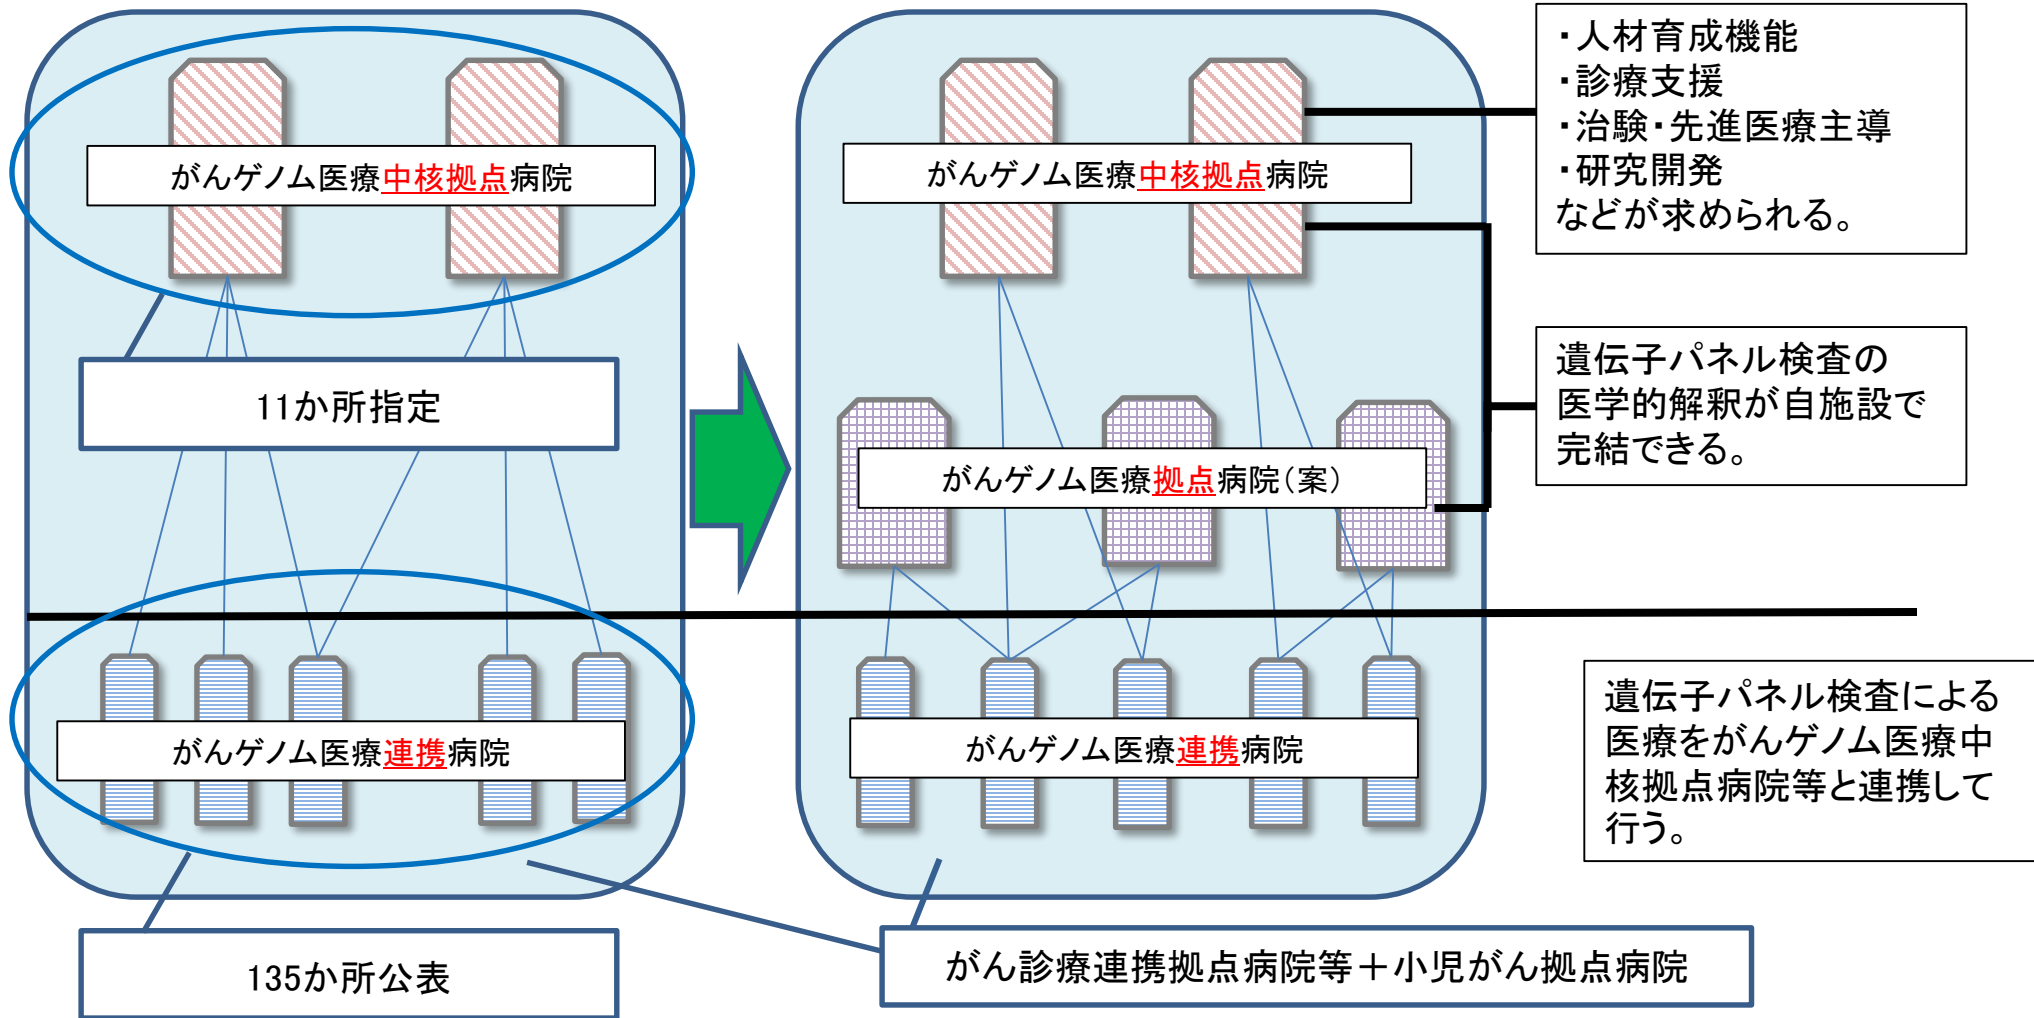 がんゲノム医療中核拠点病院
11か所指定
がんゲノム医療連携病院
135か所公表
がんゲノム医療中核拠点病院
がんゲノム医療拠点病院(案)
がんゲノム医療連携病院
がん診療連携拠点病院等+小児がん拠点病院
・人材育成機能
・診療支援
・治験・先進医療主導
・研究開発
などが求められる。
遺伝子パネル検査の
医学的解釈が自施設で
完結できる。
遺伝子パネル検査による
医療をがんゲノム医療中
核拠点病院等と連携して
行う。